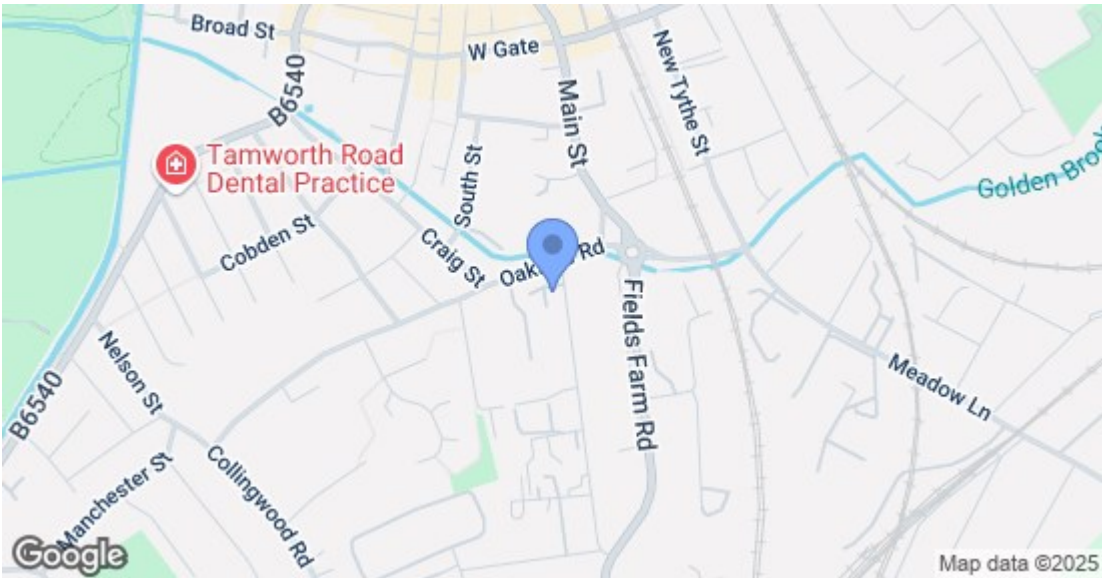 Broad St
W Gate
B6540
Main St
New Tythe St
Tamworth Road
Dental Practice
South St
Golden Broo
Cobden St
Craig St
Rd
Fields Farm Rd
Nelson St
Meadow Ln
B6540
Manchester St
Collingwood Rd
Google
Map data ©2025